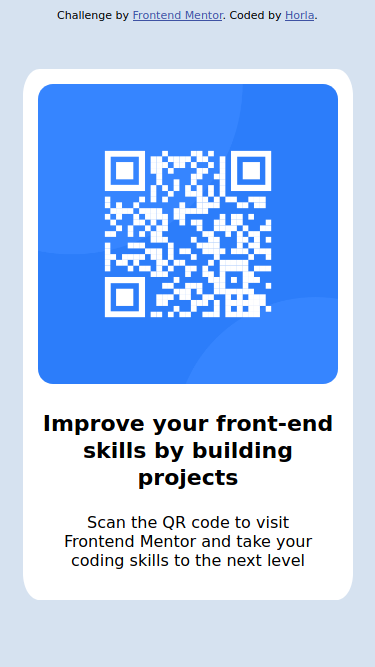 Challenge by Frontend Mentor. Coded by Horla.
Improve your front-end
skills by building
projects
Scan the QR code to visit
Frontend Mentor and take your
coding skills to the next level